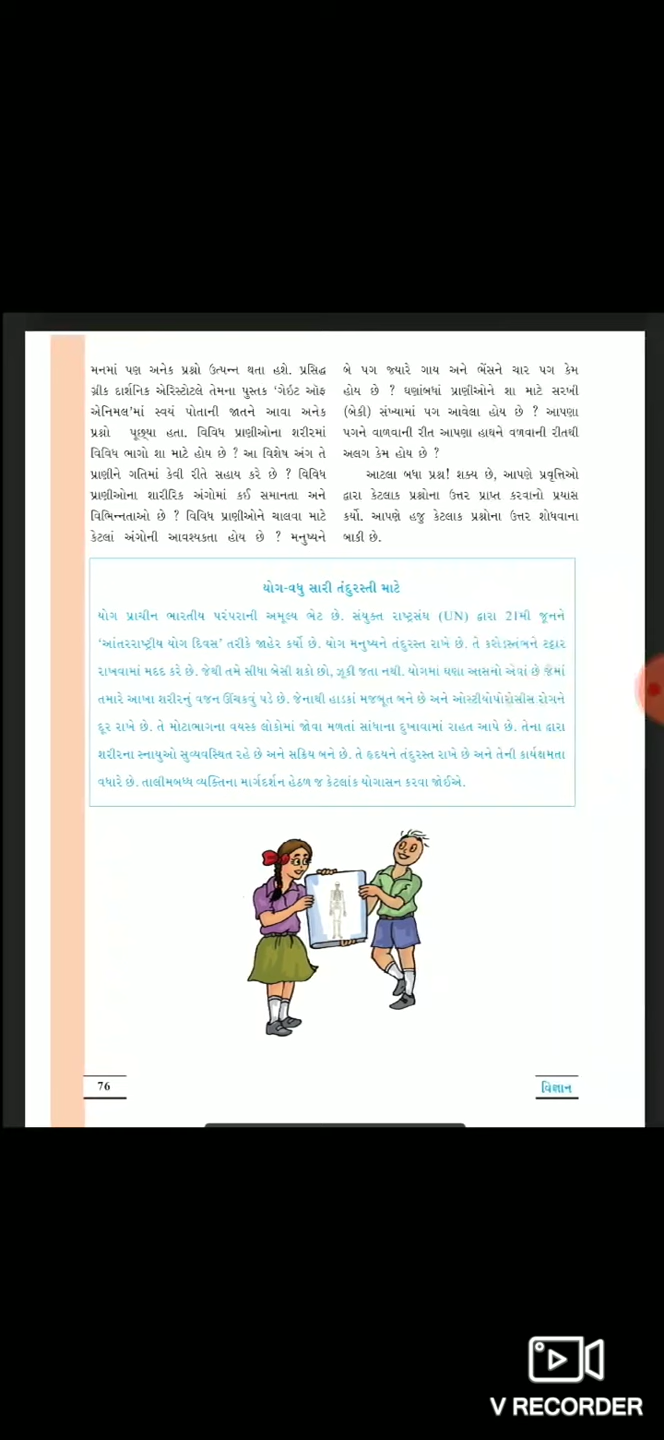 મનમાં પણ અનેક પ્રશ્નો ઉત્પન્ન થતા હશે. પ્રસિદ્ધ
ગ્રીક દાર્શનિક એરિસ્ટોટલે તેમના પુસ્તક ‘ગેઇટ ઑફ
એનિમલ’માં સ્વયં પોતાની જાતને આવા અનેક
પ્રશ્નો પૂછ્યા હતા. વિવિધ પ્રાણીઓના શરીરમાં
વિવિધ ભાગો શા માટે હોય છે ? આ વિશેષ અંગ તે
પ્રાણીને ગતિમાં કેવી રીતે સહાય કરે છે ? વિવિધ
પ્રાણીઓના શારીરિક અંગોમાં કઈ સમાનતા અને
વિભિન્નતાઓ છે ? વિવિધ પ્રાણીઓને ચાલવા માટે
કેટલાં અંગોની આવશ્યકતા હોય છે ? મનુષ્યને
બે પગ જ્યારે ગાય અને ભેંસને ચાર પગ કેમ
હોય છે ? ઘણાંબધાં પ્રાણીઓને શા માટે સરખી
(બેકી) સંખ્યામાં પગ આવેલા હોય છે ? આપણા
પગને વાળવાની રીત આપણા હાથને વળવાની રીતથી
અલગ કેમ હોય છે ?
આટલા બધા પ્રશ્ન! શક્ય છે, આપણે પ્રવૃત્તિઓ
દ્વારા કેટલાક પ્રશ્નોના ઉત્તર પ્રાપ્ત કરવાનો પ્રયાસ
કર્યો. આપણે હજુ કેટલાક પ્રશ્નોના ઉત્તર શોધવાના
બાકી છે.
યોગ-વધુ સારી તંદુરસ્તી માટે
યોગ પ્રાચીન ભારતીય પરંપરાની અમૂલ્ય ભેટ છે. સંયુક્ત રાષ્ટ્રસંઘ (UN) દ્વારા 21મી જૂનને
‘આંતરરાષ્ટ્રીય યોગ દિવસ’ તરીકે જાહેર કર્યો છે. યોગ મનુષ્યને તંદુરસ્ત રાખે છે. તે કરોડસ્તંભને ટટ્ટાર
રાખવામાં મદદ કરે છે. જેથી તમે સીધા બેસી શકો છો, ઝૂકી જતા નથી. યોગમાં ઘણા આસનો એવાં છે જેમાં
તમારે આખા શરીરનું વજન ઊંચકવું પડે છે. જેનાથી હાડકાં મજબૂત બને છે અને ઓસ્ટીયોપોરોસીસ રોગને
દૂર રાખે છે. તે મોટાભાગના વયસ્ક લોકોમાં જોવા મળતાં સાંધાના દુખાવામાં રાહત આપે છે. તેના દ્વારા
શરીરના સ્નાયુઓ સુવ્યવસ્થિત રહે છે અને સક્રિય બને છે. તે હૃદયને તંદુરસ્ત રાખે છે અને તેની કાર્યક્ષમતા
વધારે છે. તાલીમબધ્ધ વ્યક્તિના માર્ગદર્શન હેઠળ જ કેટલાંક યોગાસન કરવા જોઈએ.
76
વિજ્ઞાન
V RECORDER